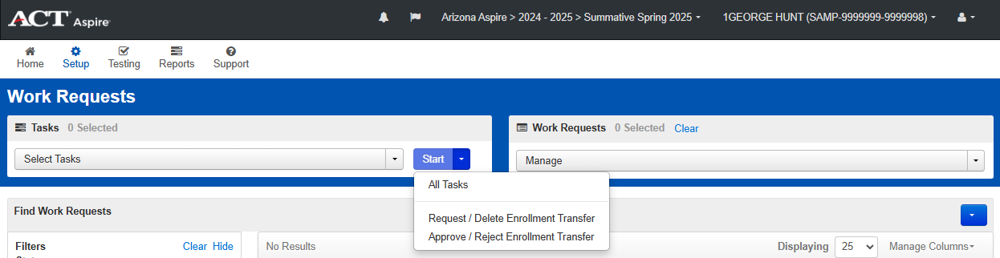 ACT Aspire
Arizona Aspire > 2024 - 2025 > Summative Spring 2025
1GEORGE HUNT (SAMP-9999999-9999998)
Home
Setup
Testing
Reports
Support
Work Requests
Tasks 0 Selected
Select Tasks
Start
Work Requests 0 Selected Clear
Manage
All Tasks
Request / Delete Enrollment Transfer
Approve / Reject Enrollment Transfer
Find Work Requests
Filters Clear Hide
No Results
Displaying 25 Manage Columns